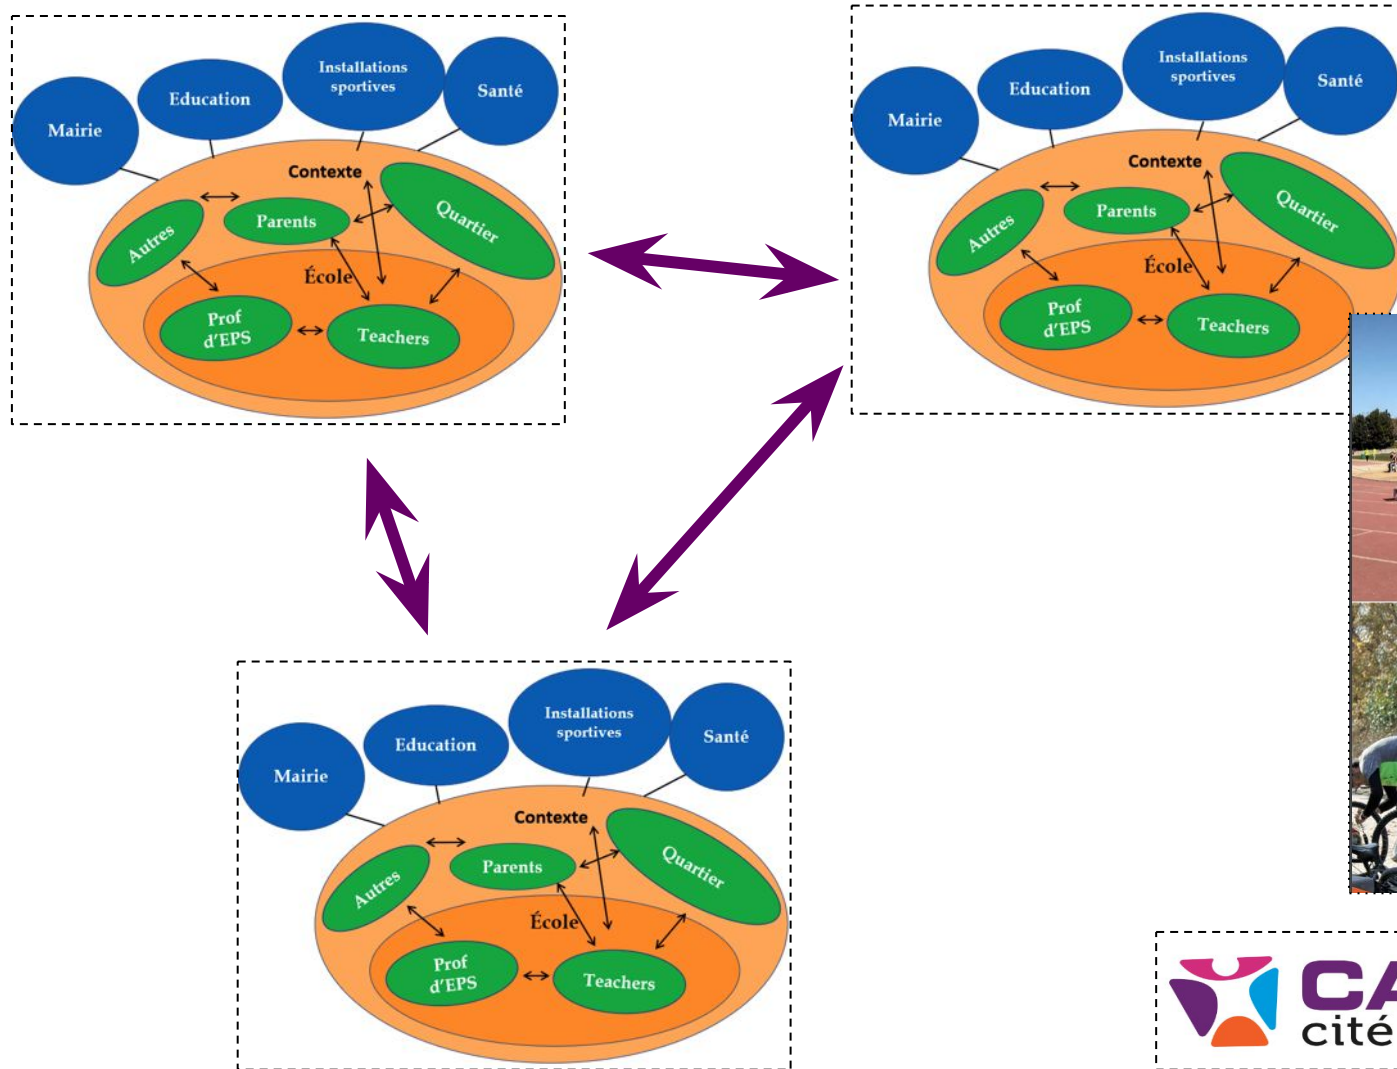 Installations
sportives
Santé
Education
Mairie
Contexte
Quartier
Parents
Autres
École
Prof
d'EPS
Teachers
Installations
sportives
Santé
Education
Mairie
Contexte
Quartier
Parents
Autres
École
Prof
d'EPS
Teachers
Installations
sportives
Santé
Education
Mairie
Contexte
Quartier
Parents
Autres
École
Prof
d'EPS
Teachers
CA
cité